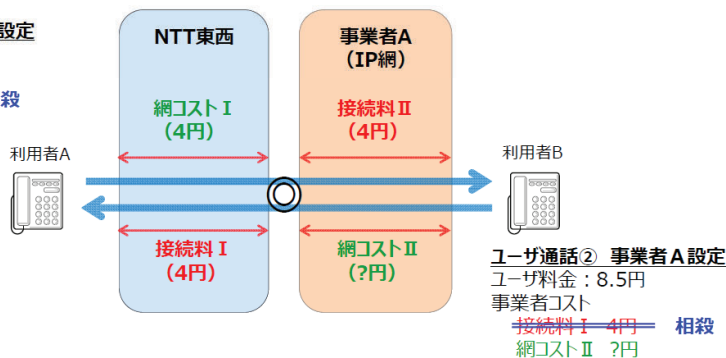 設定
殺
NTT東西
事業者A
(IP網)
網コストⅠ
(4円)
接続料Ⅱ
(4円)
利用者A
利用者B
接続料Ⅰ
(4円)
網コストⅡ
(?円)
ユーザ通話② 事業者A設定
ユーザ料金:8.5円
事業者コスト
接続料Ⅰ 4円 相殺
網コストⅡ ?円